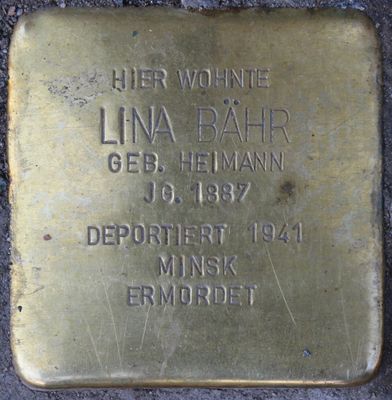 HIER WOHNTE
LINA BÄHR
GEB. HEIMANN
JG. 1887
DEPORTIERT 1941
MINSK
ERMORDET